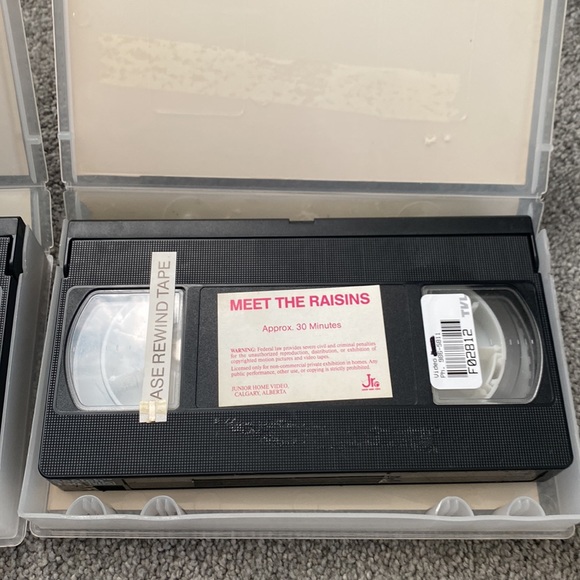 ASE REWIND TAPE
MEET THE RAISINS
Approx. 30 Minutes
WARNING: Federal law provides severe civil and criminal penalties
for the unauthorized reproduction, distribution, or exhibition of
copyrighted motion pictures and video tapes.
Licensed only for non-commercial private exhibition in homes. Any
public performance, other use, or copying is strictly prohibited.
JUNIOR HOME VIDEO,
CALGARY, ALBERTA
F02812